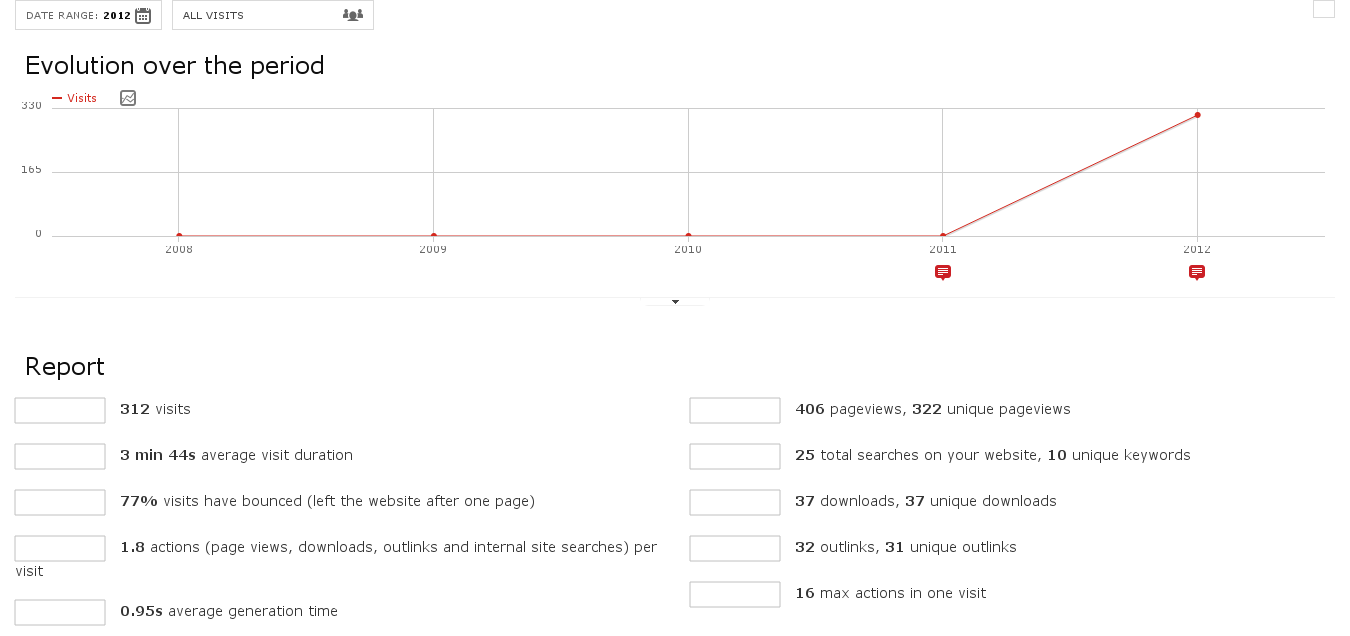 DATE RANGE: 2012
ALL VISITS
Evolution over the period
Visits
330
165
0
2008
2009
2010
2011
2012
Report
312 visits
3 min 44s average visit duration
77% visits have bounced (left the website after one page)
1.8 actions (page views, downloads, outlinks and internal site searches) per
visit
0.95s average generation time
406 pageviews, 322 unique pageviews
25 total searches on your website, 10 unique keywords
37 downloads, 37 unique downloads
32 outlinks, 31 unique outlinks
16 max actions in one visit